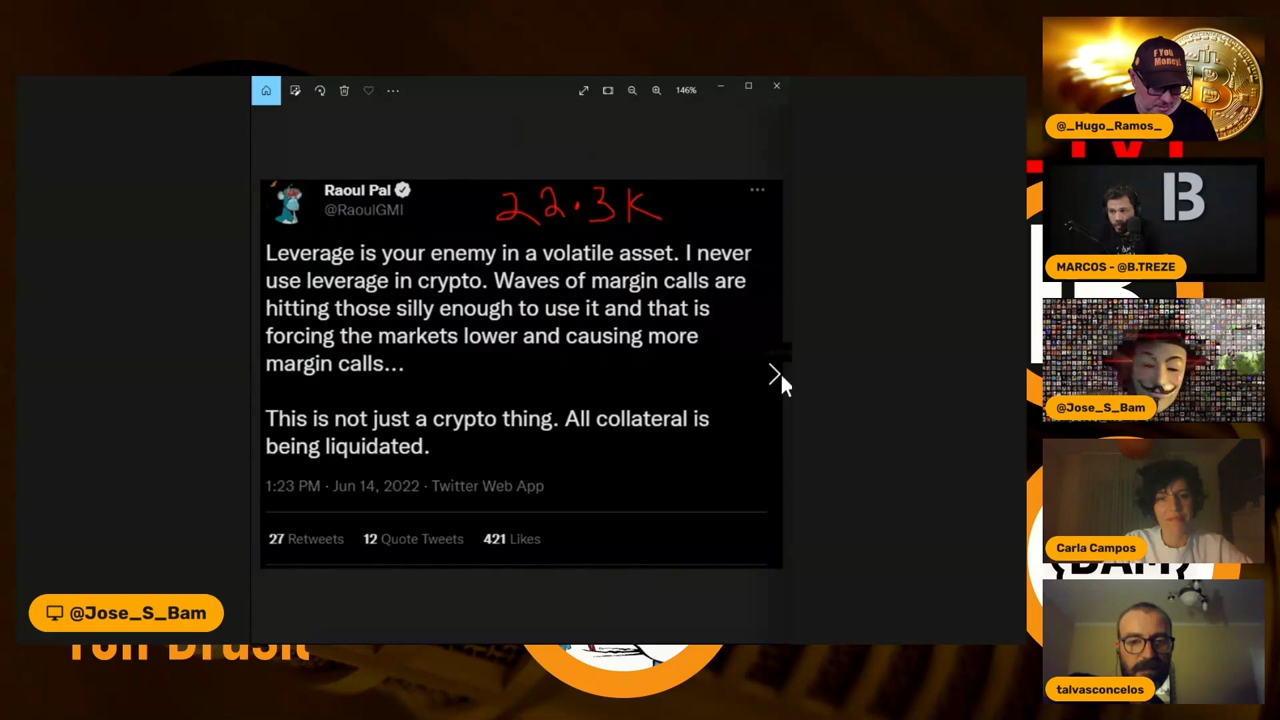 146%
Raoul Pal
@RaoulGMI
22.3K
Leverage is your enemy in a volatile asset. I never
use leverage in crypto. Waves of margin calls are
hitting those silly enough to use it and that is
forcing the markets lower and causing more
margin calls...
This is not just a crypto thing. All collateral is
being liquidated.
1:23 PM · Jun 14, 2022 · Twitter Web App
27 Retweets 12 Quote Tweets 421 Likes
@Jose_S_Bam
F You
Money!
@_Hugo_Ramos_
B
MARCOS - @B.TREZE
@Jose_S_Bam
Carla Campos
talvasconcelos